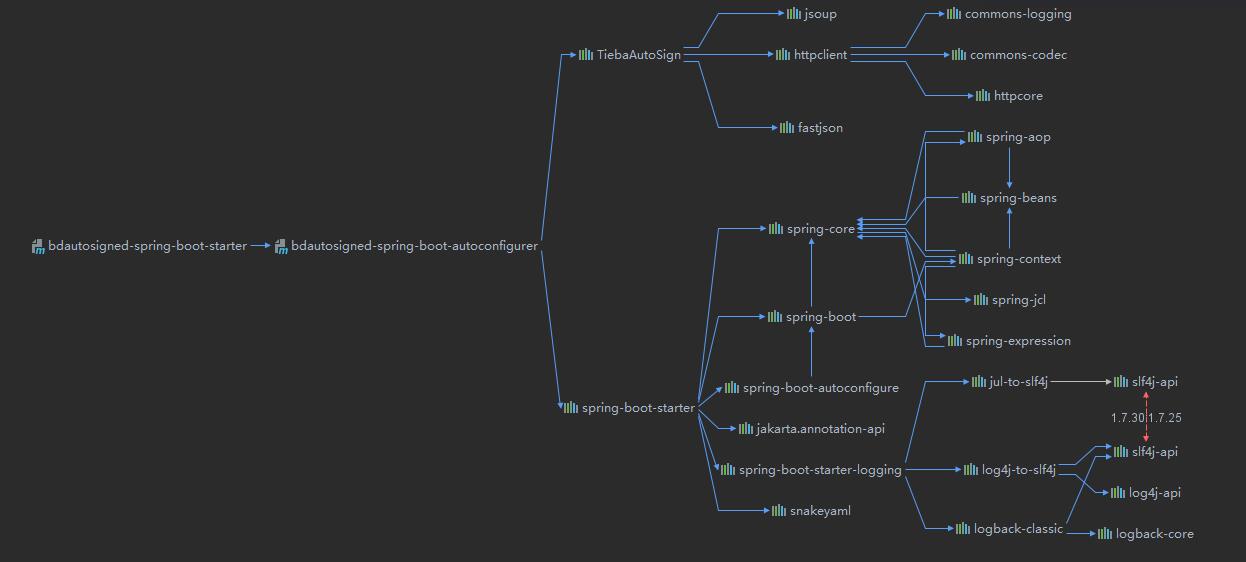 jsoup
commons-logging
TiebaAutoSign
httpclient
commons-codec
httpcore
fastjson
spring-aop
spring-beans
spring-core
bdautosigned-spring-boot-starter
bdautosigned-spring-boot-autoconfigurer
spring-context
spring-jcl
spring-boot
spring-expression
jul-to-slf4j
slf4j-api
spring-boot-autoconfigure
spring-boot-starter
1.7.30
1.7.25
jakarta.annotation-api
slf4j-api
spring-boot-starter-logging
log4j-to-slf4j
log4j-api
snakeyaml
logback-classic
logback-core